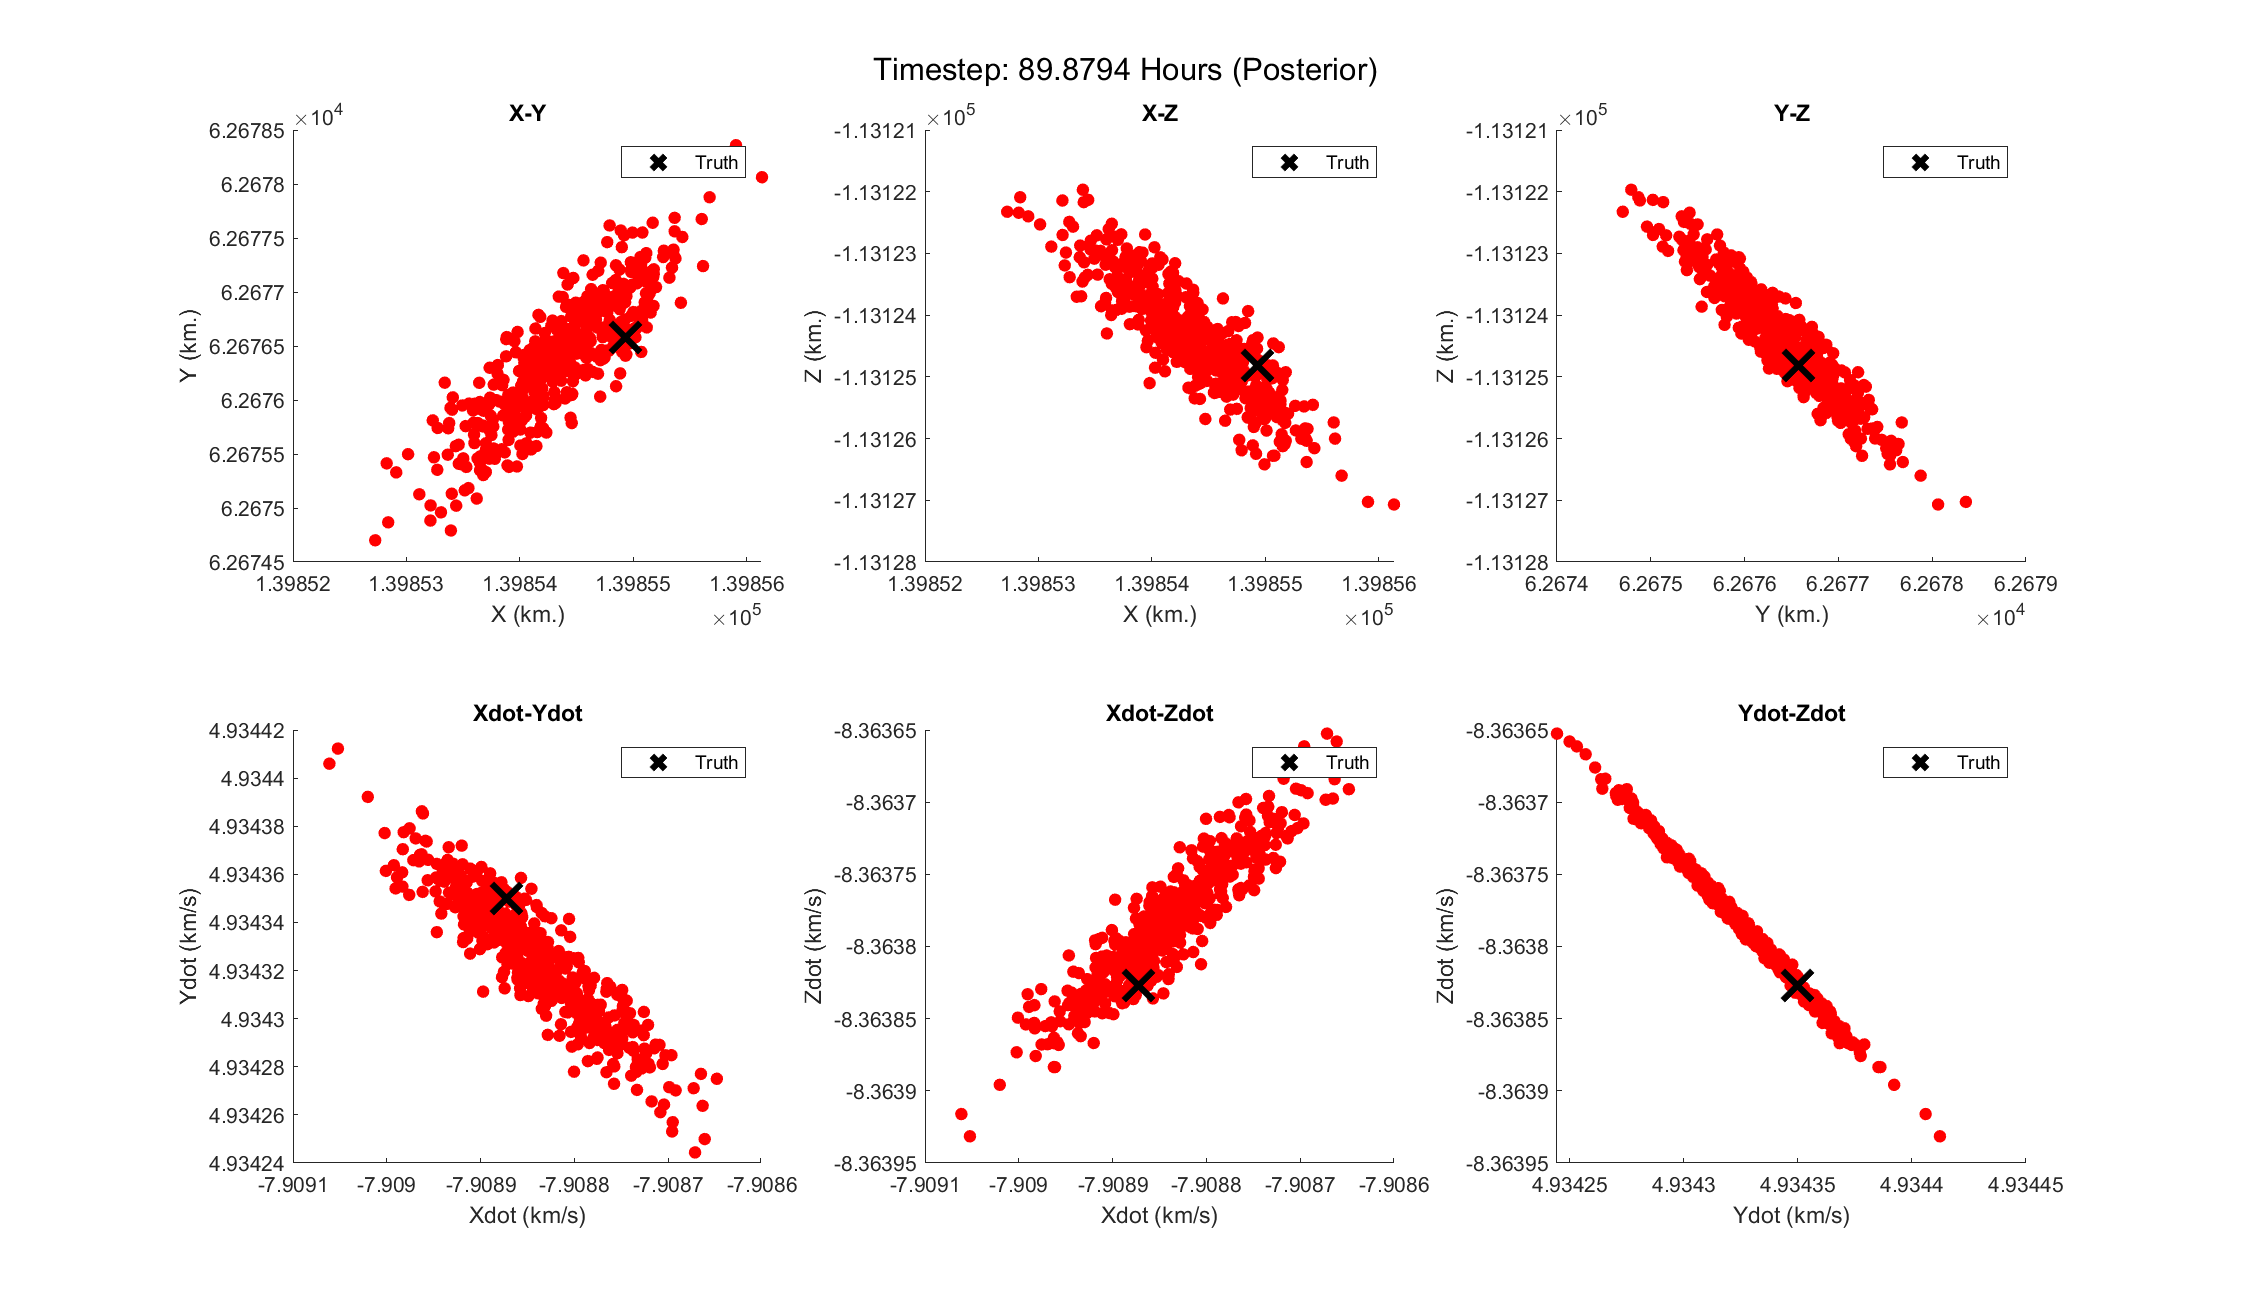 Timestep: 89.8794 Hours (Posterior)
X-Y
×10^4
6.26785
6.2678
6.26775
6.2677
6.26765
6.2676
6.26755
6.2675
6.26745
Y (km.)
Truth
1.39852 1.39853 1.39854 1.39855 1.39856
X (km.)
×10^5
X-Z
×10^5
-1.13121
-1.13122
-1.13123
-1.13124
-1.13125
-1.13126
-1.13127
-1.13128
Z (km.)
Truth
1.39852 1.39853 1.39854 1.39855 1.39856
X (km.)
×10^5
Y-Z
×10^5
-1.13121
-1.13122
-1.13123
-1.13124
-1.13125
-1.13126
-1.13127
-1.13128
Z (km.)
Truth
6.2674 6.2675 6.2676 6.2677 6.2678 6.2679
Y (km.)
×10^4
Xdot-Ydot
4.93442
4.9344
4.93438
4.93436
4.93434
4.93432
4.9343
4.93428
4.93426
4.93424
Ydot (km/s)
Truth
-7.9091 -7.909 -7.9089 -7.9088 -7.9087 -7.9086
Xdot (km/s)
Xdot-Zdot
-8.36365
-8.3637
-8.36375
-8.3638
-8.36385
-8.3639
-8.36395
Zdot (km/s)
Truth
-7.9091 -7.909 -7.9089 -7.9088 -7.9087 -7.9086
Xdot (km/s)
Ydot-Zdot
-8.36365
-8.3637
-8.36375
-8.3638
-8.36385
-8.3639
-8.36395
Zdot (km/s)
Truth
4.93425 4.9343 4.93435 4.9344 4.93445
Ydot (km/s)